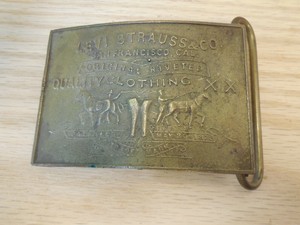 LEVI STRAUSS & CO
SAN FRANCISCO CAL
ORIGINAL RIVETED
QUALITY CLOTHING XX